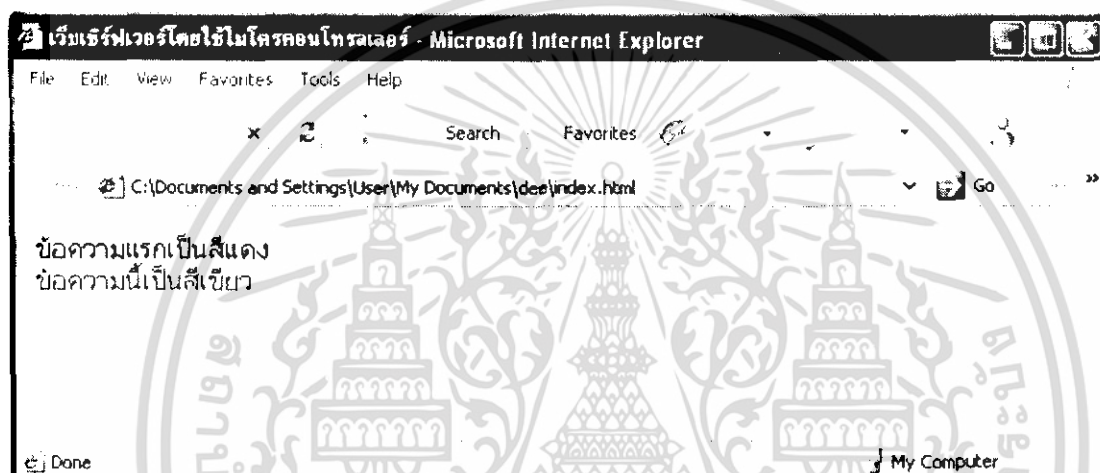 เว็บเซิร์ฟเวอร์โดยใช้ไมโครคอนโทรลเลอร์ - Microsoft Internet Explorer
File Edit View Favorites Tools Help
Search Favorites
C:\Documents and Settings\User\My Documents\dee\index.html Go
ข้อความแรกเป็นสีแดง
ข้อความนี้เป็นสีเขียว
Done My Computer